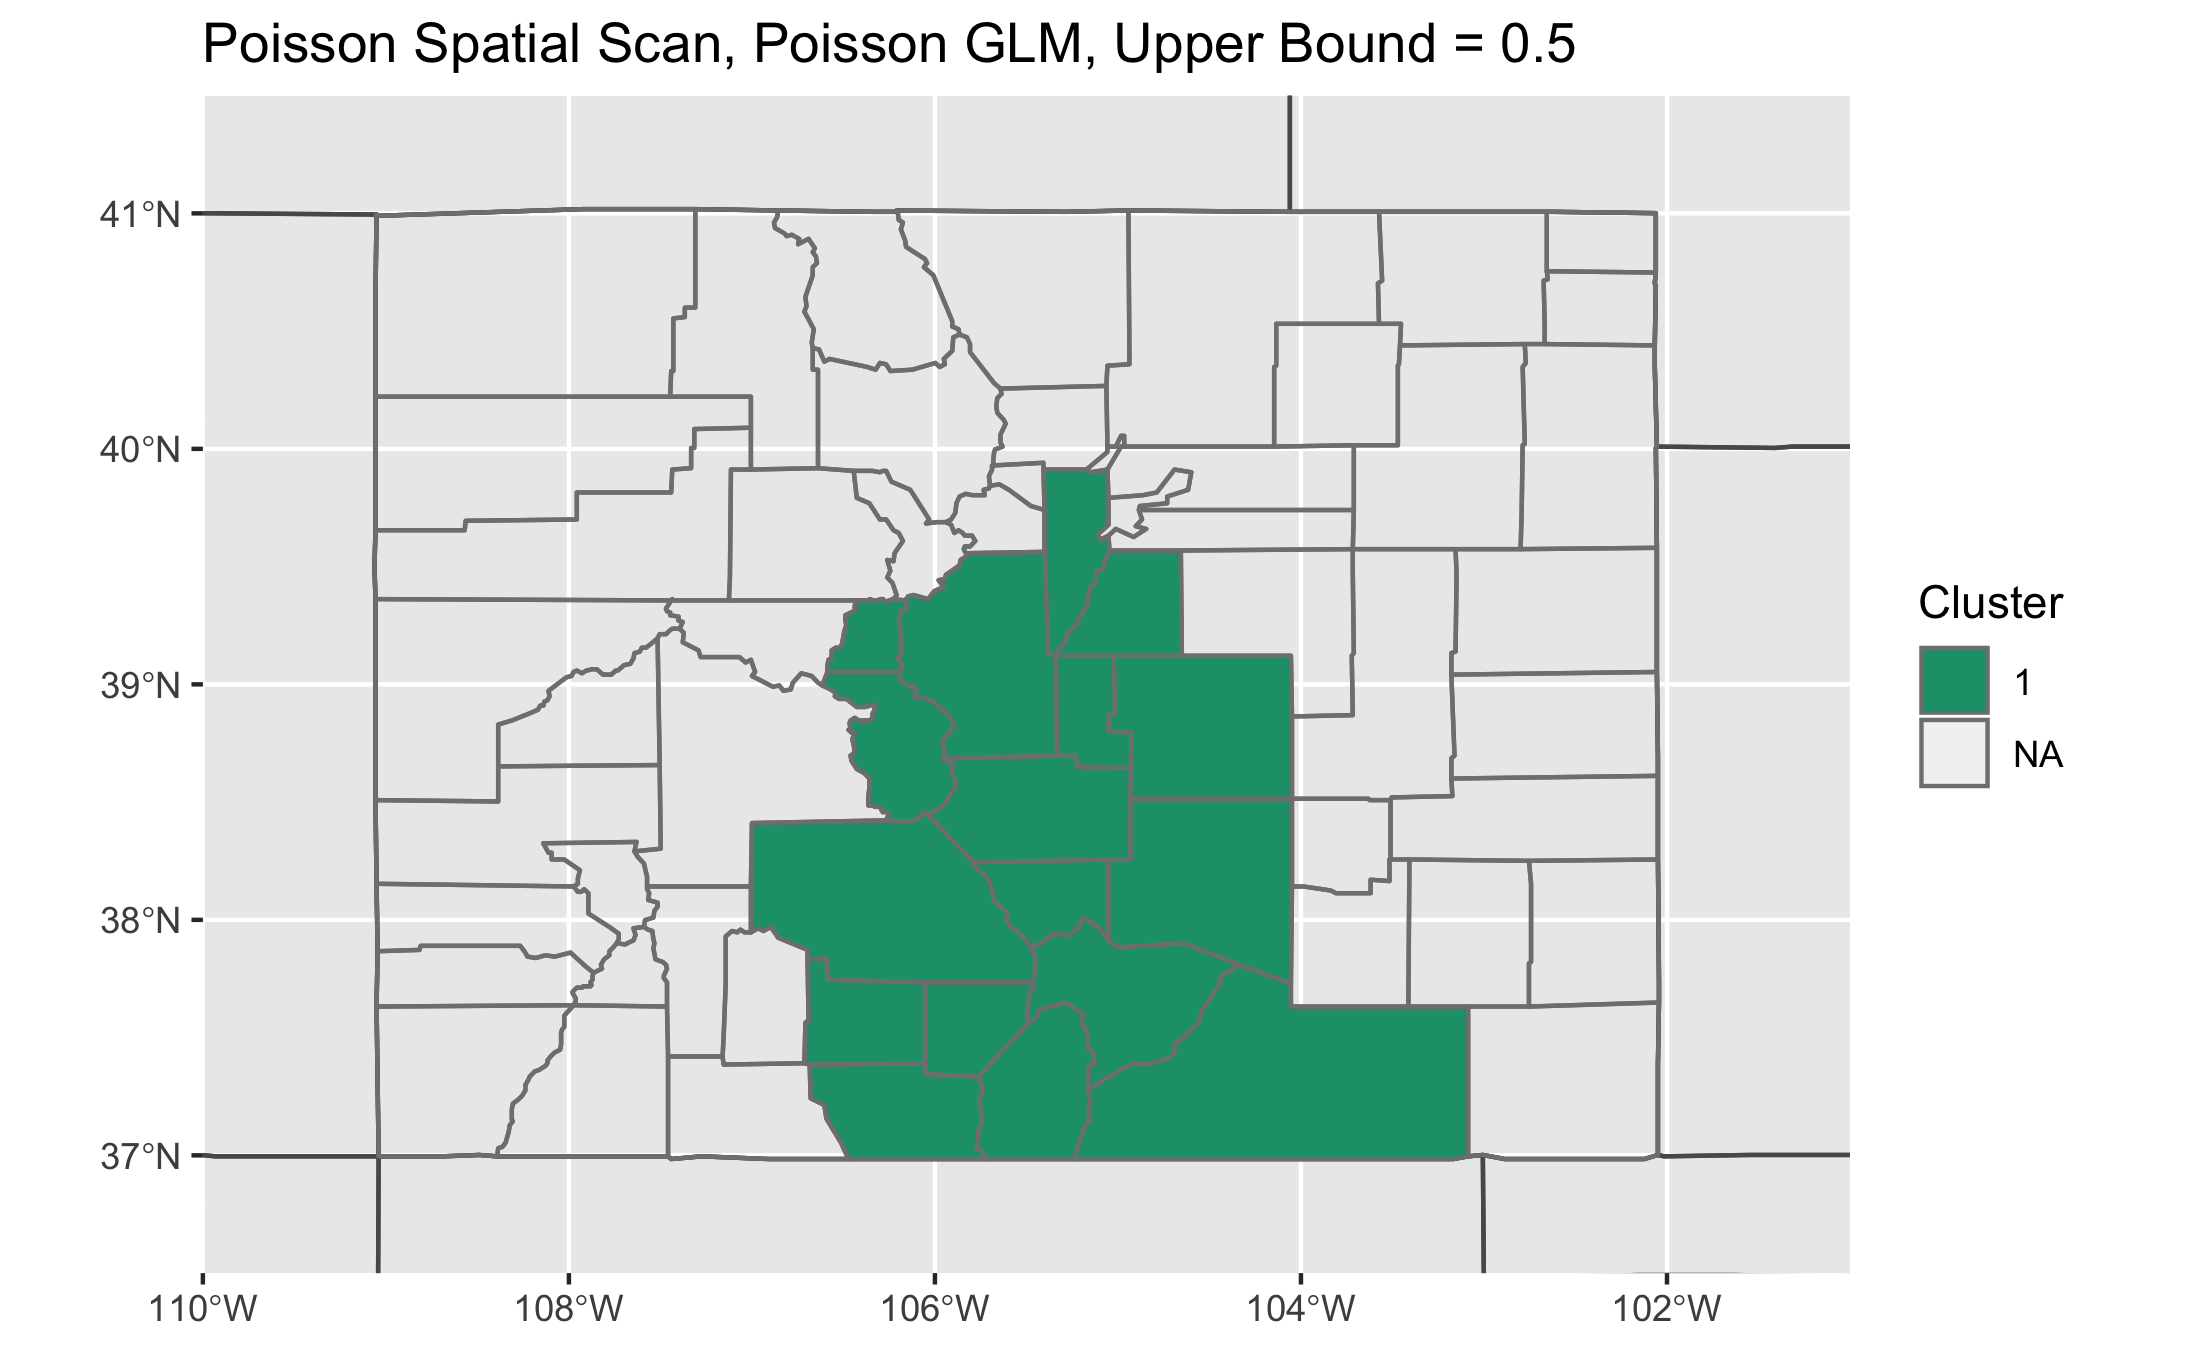 Poisson Spatial Scan, Poisson GLM, Upper Bound = 0.5
41°N
40°N
39°N
38°N
37°N
110°W
108°W
106°W
104°W
102°W
Cluster
1
NA